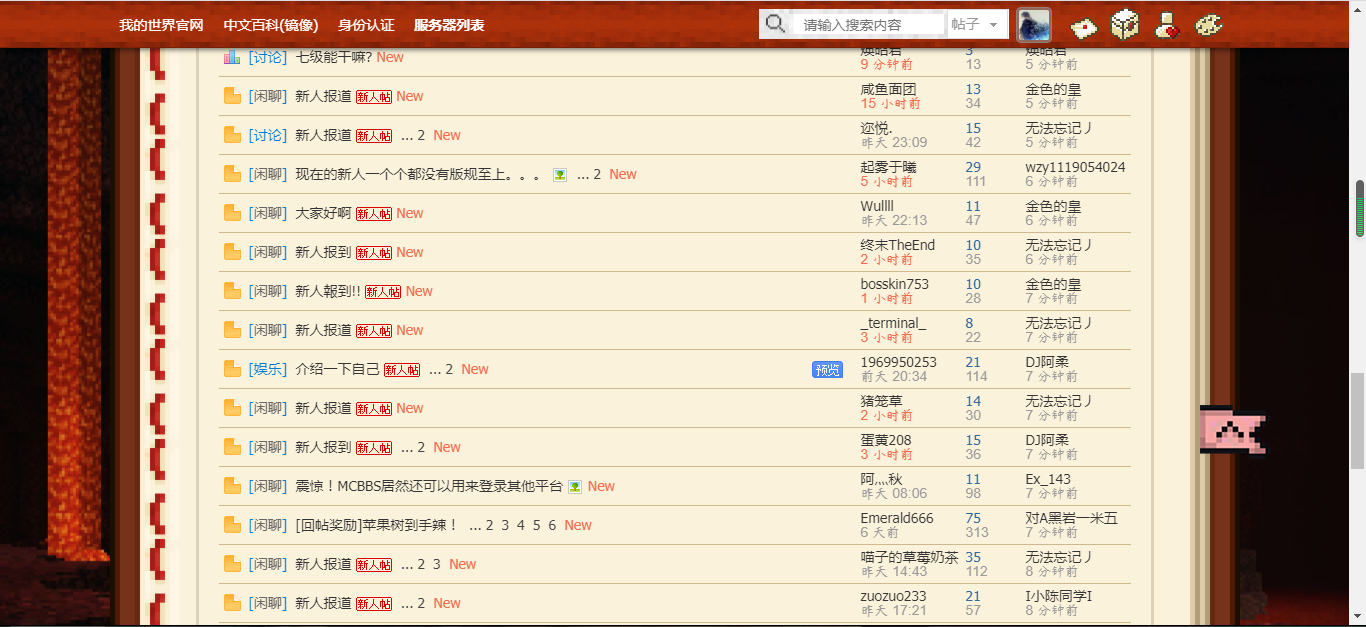 我的世界官网 中文百科(镜像) 身份认证 服务器列表 请输入搜索内容 帖子
[讨论] 七级能干嘛? New 焕昭君 3 焕昭君
9 分钟前 13 5 分钟前
[闲聊] 新人报道 新人帖 New 咸鱼面团 13 金色的皇
15 小时前 34 5 分钟前
[讨论] 新人报道 新人帖 ... 2 New 迩悦. 15 无法忘记丿
昨天 23:09 42 5 分钟前
[闲聊] 现在的新人一个个都没有版规至上。。。 ... 2 New 起雾于曦 29 wzy1119054024
5 小时前 111 6 分钟前
[闲聊] 大家好啊 新人帖 New Wullll 11 金色的皇
昨天 22:13 47 6 分钟前
[闲聊] 新人报到 新人帖 New 终末TheEnd 10 无法忘记丿
2 小时前 35 6 分钟前
[闲聊] 新人報到!! 新人帖 New bosskin753 10 金色的皇
1 小时前 28 7 分钟前
[闲聊] 新人报道 新人帖 New _terminal_ 8 无法忘记丿
3 小时前 22 7 分钟前
[娱乐] 介绍一下自己 新人帖 ... 2 New 预览 1969950253 21 DJ阿柔
前天 20:34 114 7 分钟前
[闲聊] 新人报道 新人帖 New 猪笼草 14 无法忘记丿
2 小时前 30 7 分钟前
[闲聊] 新人报到 新人帖 ... 2 New 蛋黄208 15 DJ阿柔
3 小时前 36 7 分钟前
[闲聊] 震惊！MCBBS居然还可以用来登录其他平台 New 阿灬秋 11 Ex_143
昨天 08:06 98 7 分钟前
[闲聊] [回帖奖励]苹果树到手辣！ ... 2 3 4 5 6 New Emerald666 75 对A黑岩一米五
6 天前 313 7 分钟前
[闲聊] 新人报道 新人帖 ... 2 3 New 喵子的草莓奶茶 35 无法忘记丿
昨天 14:43 112 8 分钟前
[闲聊] 新人报道 新人帖 ... 2 New zuozuo233 21 I小陈同学I
昨天 17:21 57 8 分钟前